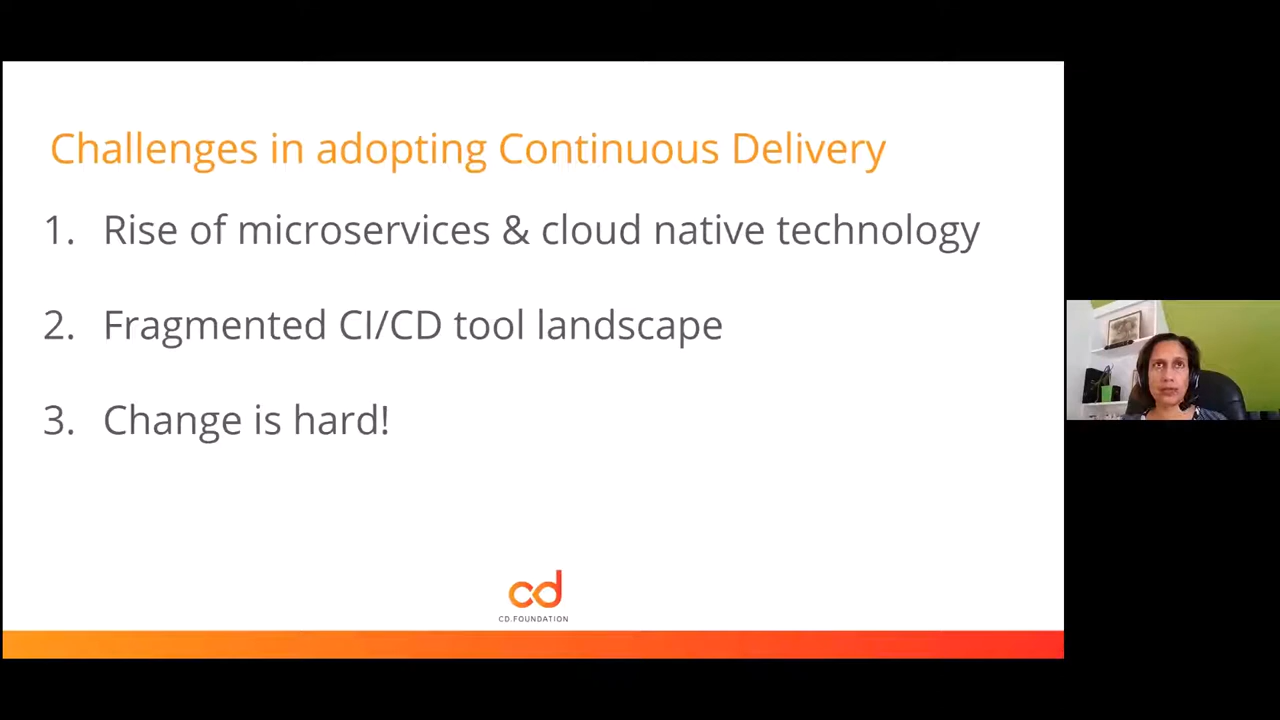 Challenges in adopting Continuous Delivery
1. Rise of microservices & cloud native technology
2. Fragmented CI/CD tool landscape
3. Change is hard!
cd
CD.FOUNDATION